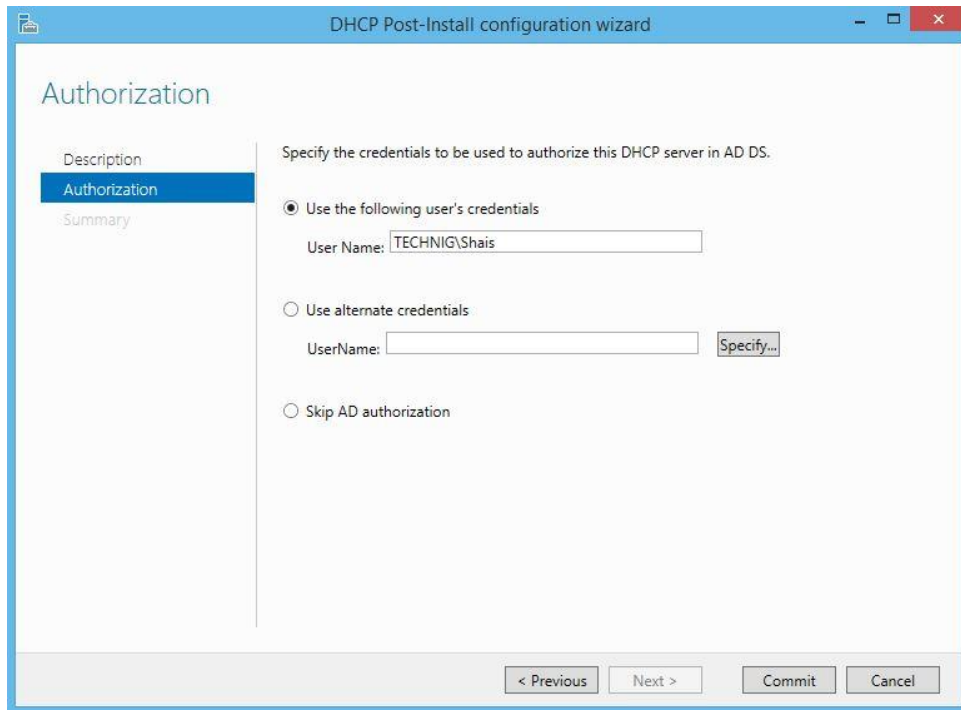 DHCP Post-Install configuration wizard
Authorization
Description
Authorization
Summary
Specify the credentials to be used to authorize this DHCP server in AD DS.
Use the following user's credentials
User Name: TECHNIG\Shais
Use alternate credentials
UserName:
Specify...
Skip AD authorization
< Previous
Next >
Commit
Cancel